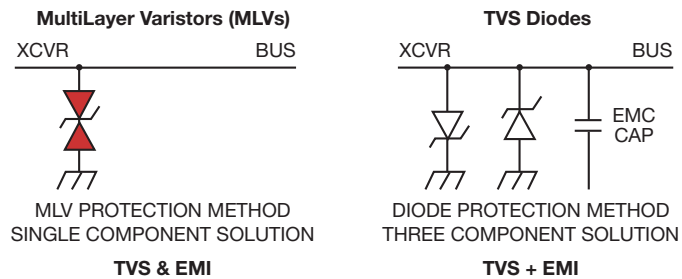 MultiLayer Varistors (MLVs)
XCVR BUS
MLV PROTECTION METHOD
SINGLE COMPONENT SOLUTION
TVS & EMI
TVS Diodes
XCVR BUS
EMC
CAP
DIODE PROTECTION METHOD
THREE COMPONENT SOLUTION
TVS + EMI